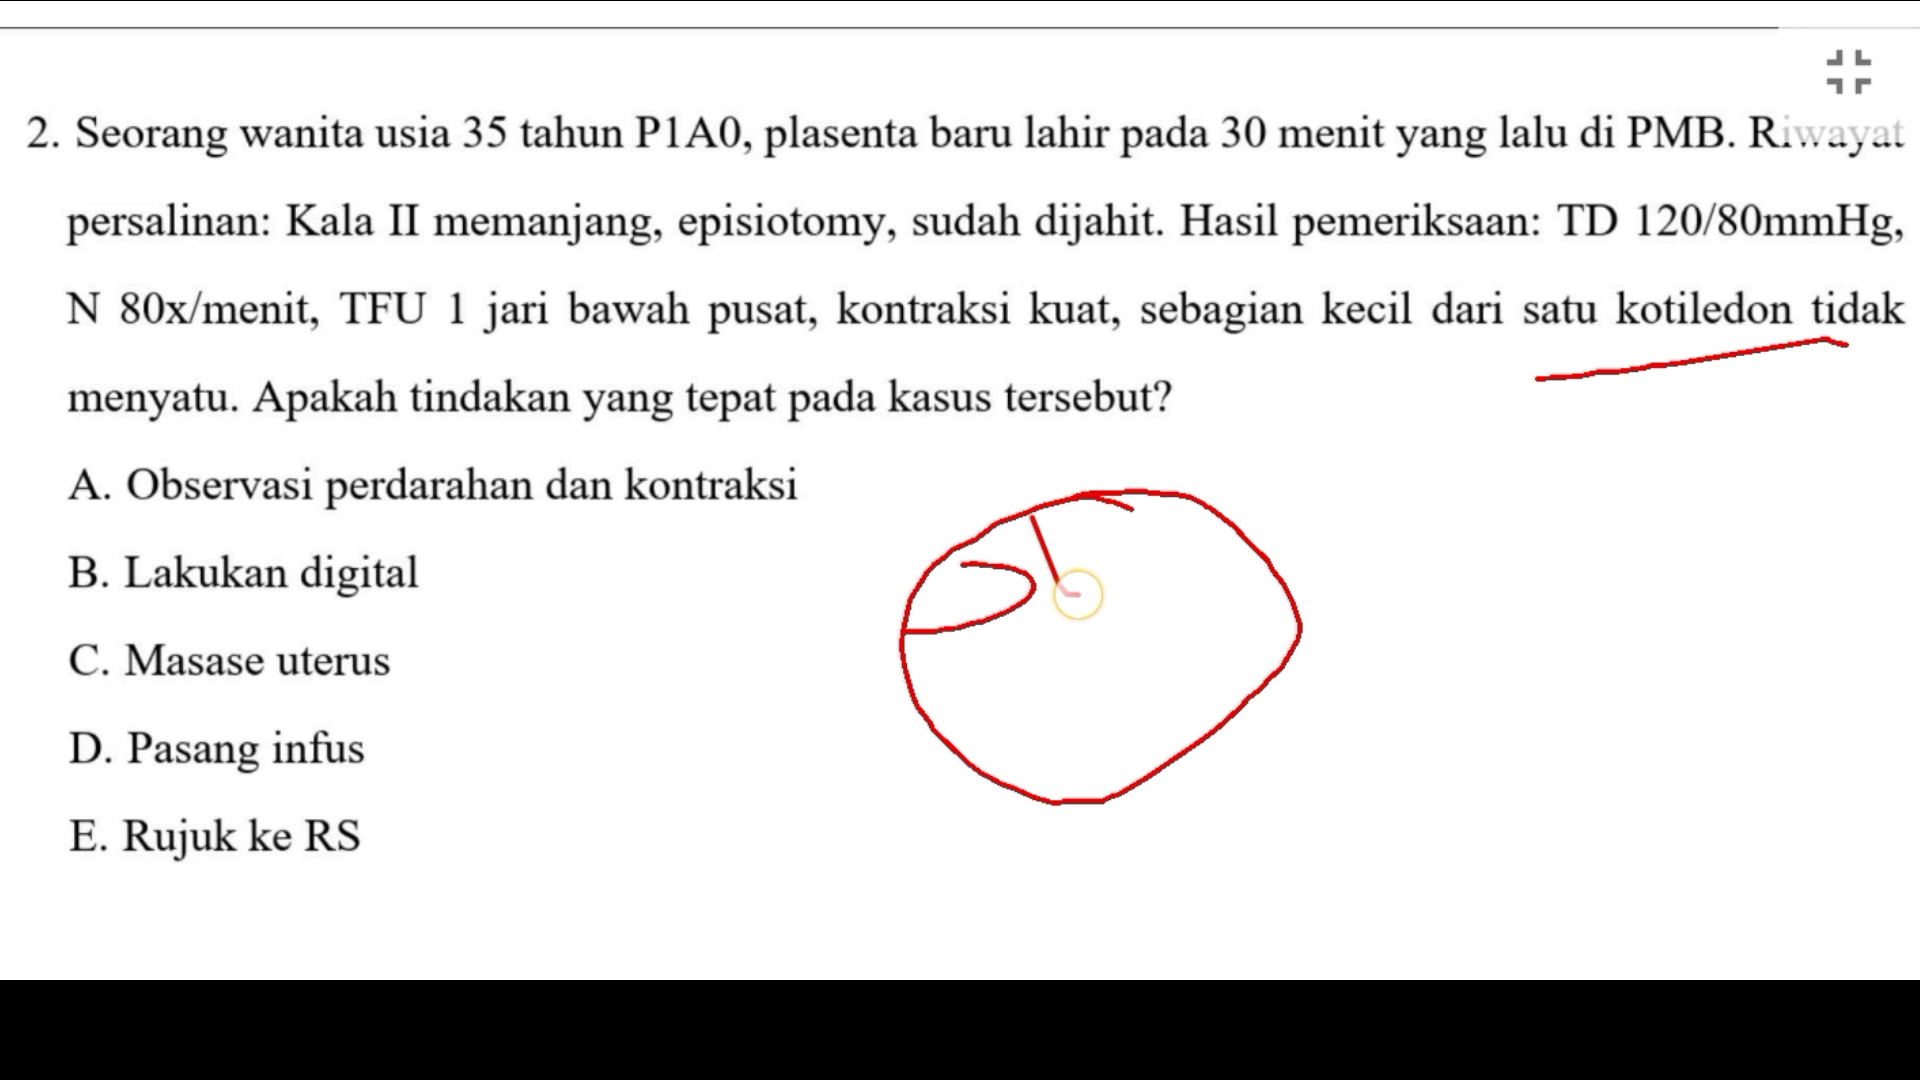 2. Seorang wanita usia 35 tahun P1A0, plasenta baru lahir pada 30 menit yang lalu di PMB. Riwayat
persalinan: Kala II memanjang, episiotomy, sudah dijahit. Hasil pemeriksaan: TD 120/80mmHg,
N 80x/menit, TFU 1 jari bawah pusat, kontraksi kuat, sebagian kecil dari satu kotiledon tidak
menyatu. Apakah tindakan yang tepat pada kasus tersebut?
A. Observasi perdarahan dan kontraksi
B. Lakukan digital
C. Masase uterus
D. Pasang infus
E. Rujuk ke RS